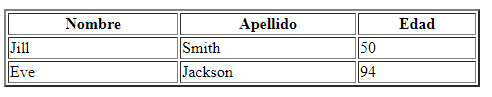 Nombre Apellido Edad
Jill Smith 50
Eve Jackson 94